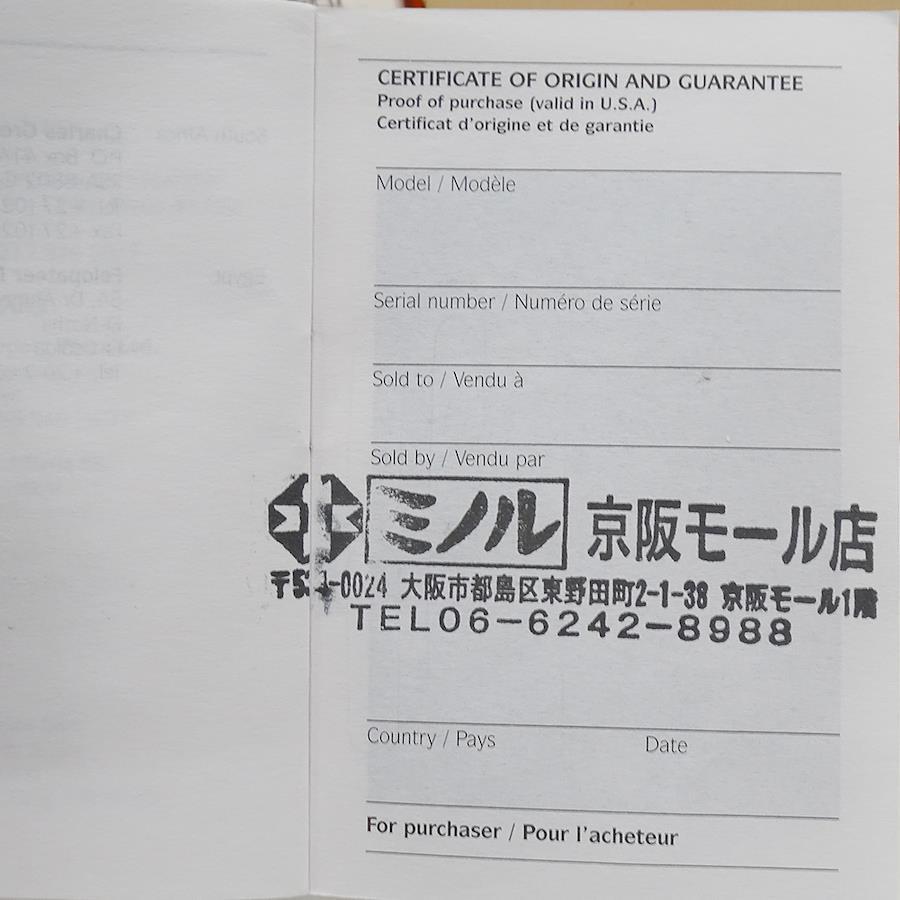 CERTIFICATE OF ORIGIN AND GUARANTEE
Proof of purchase (valid in U.S.A.)
Certificat d'origine et de garantie
Model / Modèle
Serial number / Numéro de série
Sold to / Vendu à
Sold by / Vendu par
ミノル 京阪モール店
-0024 大阪市都島区東野田町2-1-38 京阪モール1階
TEL06-6242-8988
Country / Pays Date
For purchaser / Pour l'acheteur